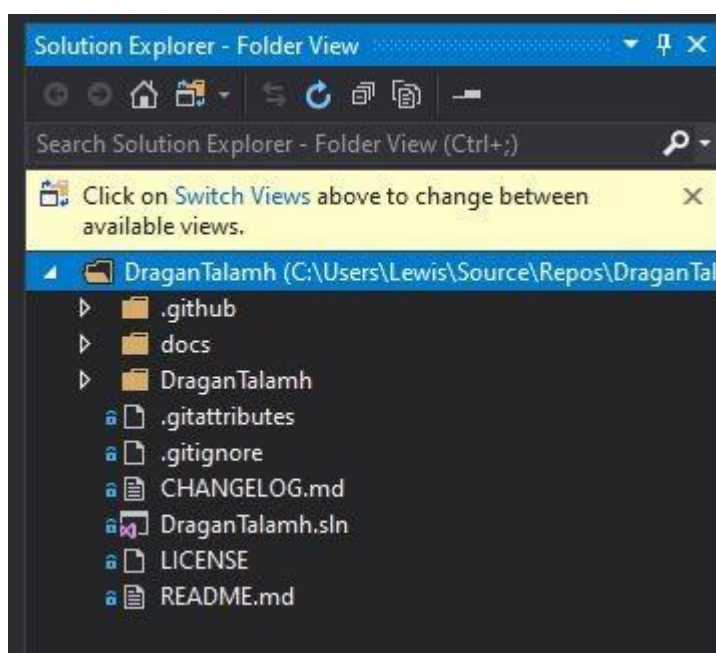 Solution Explorer - Folder View
Search Solution Explorer - Folder View (Ctrl+;)
Click on Switch Views above to change between
available views.
DraganTalamh (C:\Users\Lewis\Source\Repos\DraganTal
.github
docs
DraganTalamh
.gitattributes
.gitignore
CHANGELOG.md
DraganTalamh.sln
LICENSE
README.md